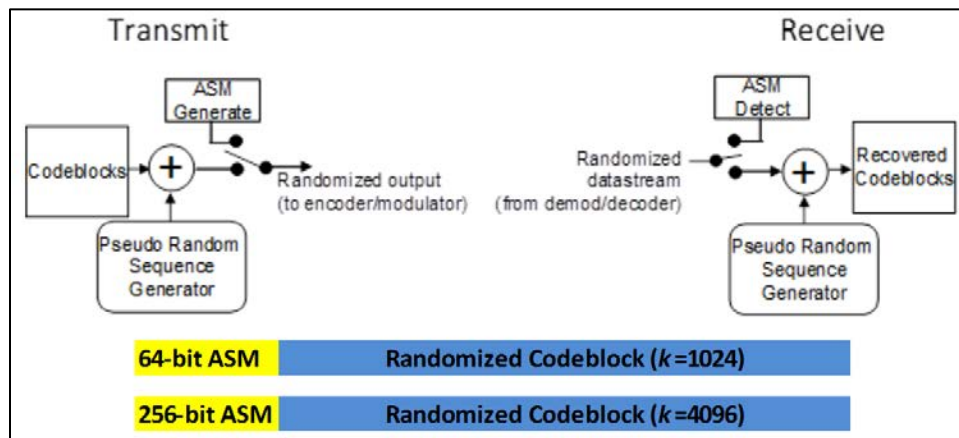 Transmit
Receive
ASM
Generate
Codeblocks
+
Randomized output
(to encoder/modulator)
Pseudo Random
Sequence
Generator
ASM
Detect
Randomized
datastream
(from demod/decoder)
+
Recovered
Codeblocks
Pseudo Random
Sequence
Generator
64-bit ASM
Randomized Codeblock (k=1024)
256-bit ASM
Randomized Codeblock (k=4096)